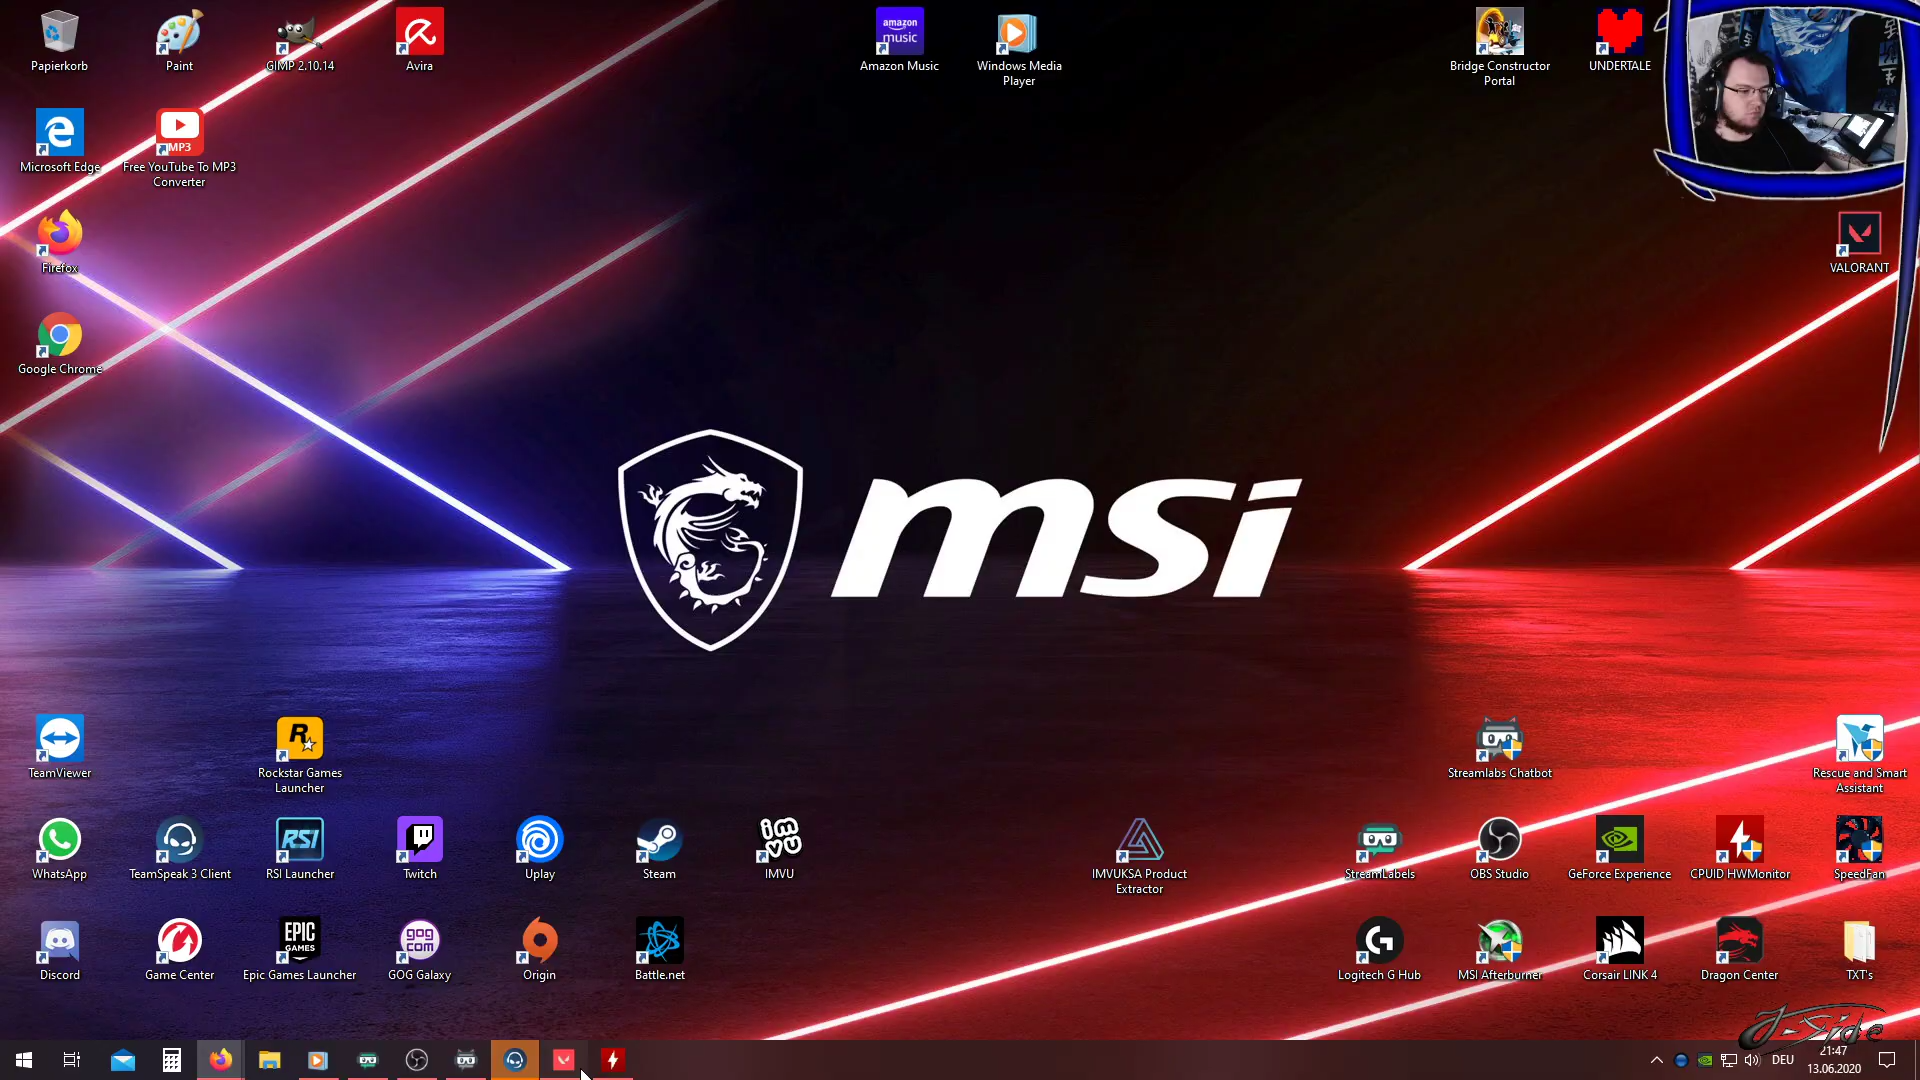 Papierkorb
Paint
GIMP 2.10.14
Avira
amazon
music
Amazon Music
Windows Media
Player
Bridge Constructor
Portal
UNDERTALE
Microsoft Edge
MP3
Free YouTube To MP3
Converter
Firefox
VALORANT
Google Chrome
msi
TeamViewer
R
Rockstar Games
Launcher
Streamlabs Chatbot
Rescue and Smart
Assistant
WhatsApp
TeamSpeak 3 Client
RSI
RSI Launcher
Twitch
Uplay
Steam
IMVU
IMVU
IMVUKSA Product
Extractor
StreamLabels
OBS Studio
GeForce Experience
CPUID HWMonitor
SpeedFan
Discord
Game Center
EPIC
GAMES
Epic Games Launcher
GOG
COM
GOG Galaxy
Origin
Battle.net
Logitech G Hub
MSI Afterburner
Corsair LINK 4
Dragon Center
TXT's
J-Side
DEU
21:47
13.06.2020